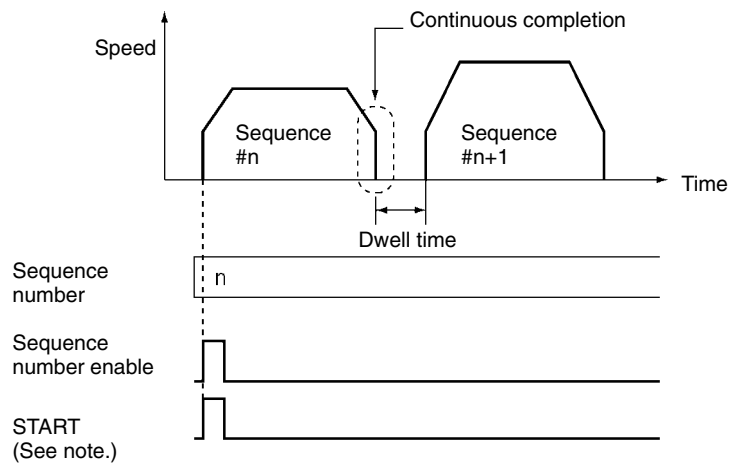 Continuous completion
Speed
Sequence
#n
Sequence
#n+1
Time
Dwell time
Sequence
number
n
Sequence
number enable
START
(See note.)